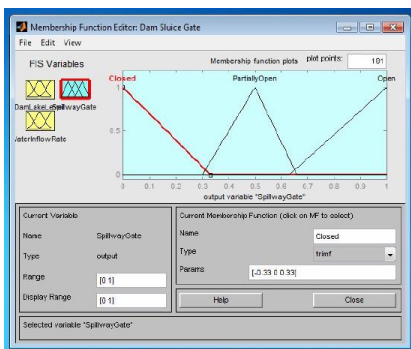 Membership Function Editor: Dam Sluice Gate
File Edit View
FIS Variables
Membership function plots
plot points:
181
Closed
PartiallyOpen
Open
SpillwayGate
WaterInflowRate
1
0.5
0
0 0.1 0.2 0.3 0.4 0.5 0.6 0.7 0.8 0.9 1
output variable "SpillwayGate"
Current Variable
Name SpillwayGate
Type output
Range [0 1]
Display Range [0 1]
Current Membership Function (click on MF to select)
Name Closed
Type trimf
Params [-0.33 0 0.33]
Help Close
Selected variable "SpillwayGate"